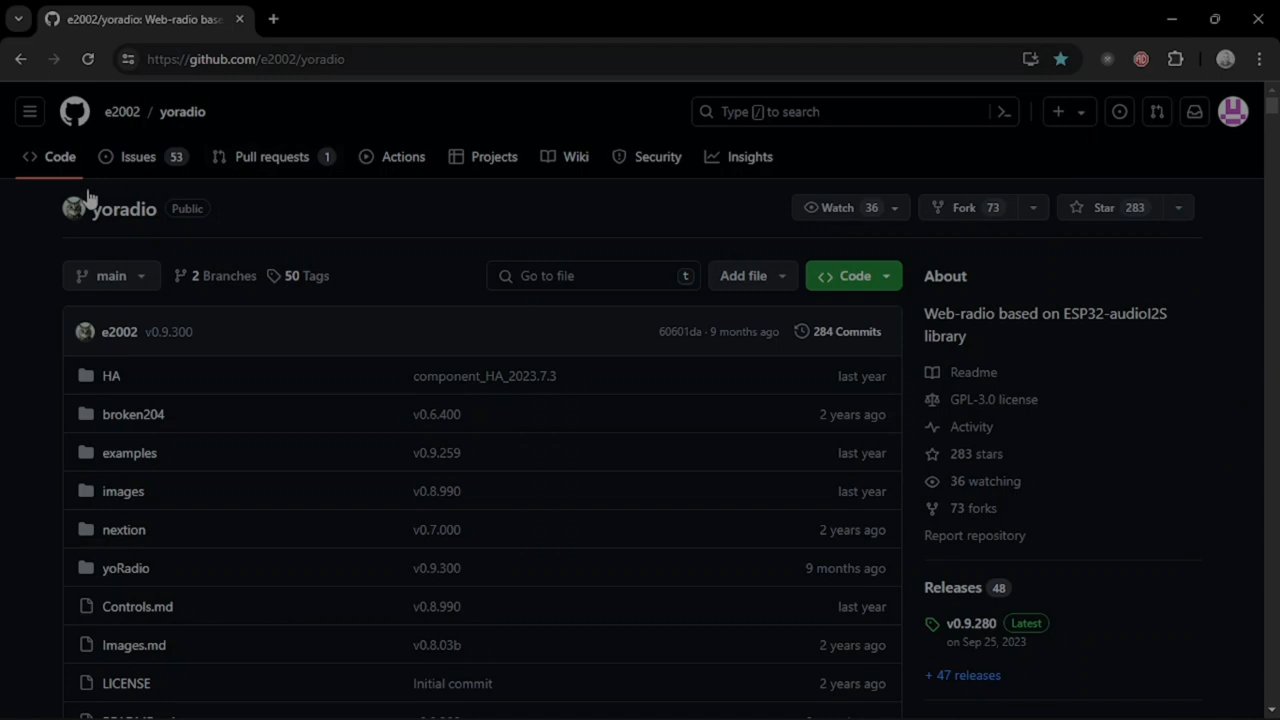 e2002/yoradio: Web-radio base
https://github.com/e2002/yoradio
e2002 / yoradio
Type / to search
Code
Issues 53
Pull requests 1
Actions
Projects
Wiki
Security
Insights
yoradio Public
Watch 36
Fork 73
Star 283
main
2 Branches
50 Tags
Go to file t
Add file
Code
e2002 v0.9.300 60601da · 9 months ago 284 Commits
HA component_HA_2023.7.3 last year
broken204 v0.6.400 2 years ago
examples v0.9.259 last year
images v0.8.990 last year
nextion v0.7.000 2 years ago
yoRadio v0.9.300 9 months ago
Controls.md v0.8.990 last year
Images.md v0.8.03b 2 years ago
LICENSE Initial commit 2 years ago
About
Web-radio based on ESP32-audioI2S
library
Readme
GPL-3.0 license
Activity
283 stars
36 watching
73 forks
Report repository
Releases 48
v0.9.280 Latest
on Sep 25, 2023
+ 47 releases